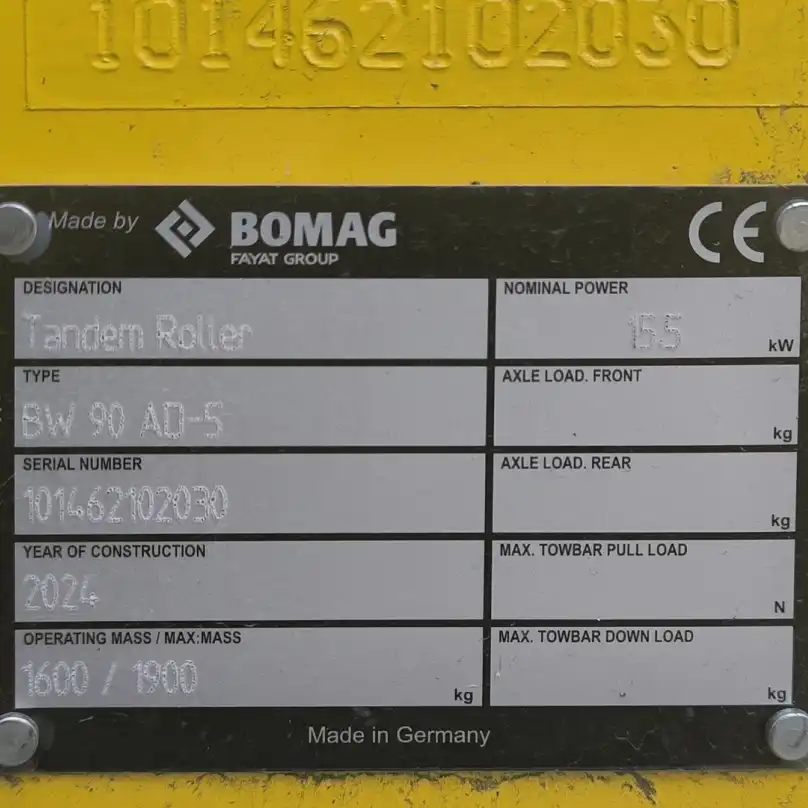 101462102030
Made by BOMAG
FAYAT GROUP
CE
DESIGNATION
Tandem Roller
NOMINAL POWER
15.5 kW
TYPE
BW 90 AD-5
AXLE LOAD. FRONT
kg
SERIAL NUMBER
101462102030
AXLE LOAD. REAR
kg
YEAR OF CONSTRUCTION
2024
MAX. TOWBAR PULL LOAD
N
OPERATING MASS / MAX:MASS
1600 / 1900 kg
MAX. TOWBAR DOWN LOAD
kg
Made in Germany